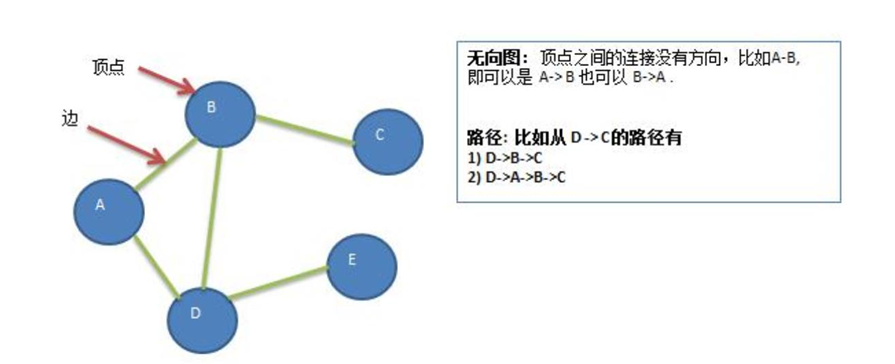 顶点
边
B
C
A
E
D
无向图：顶点之间的连接没有方向，比如A-B,
即可以是 A-> B 也可以 B->A .
路径: 比如从 D -> C的路径有
1) D->B->C
2) D->A->B->C